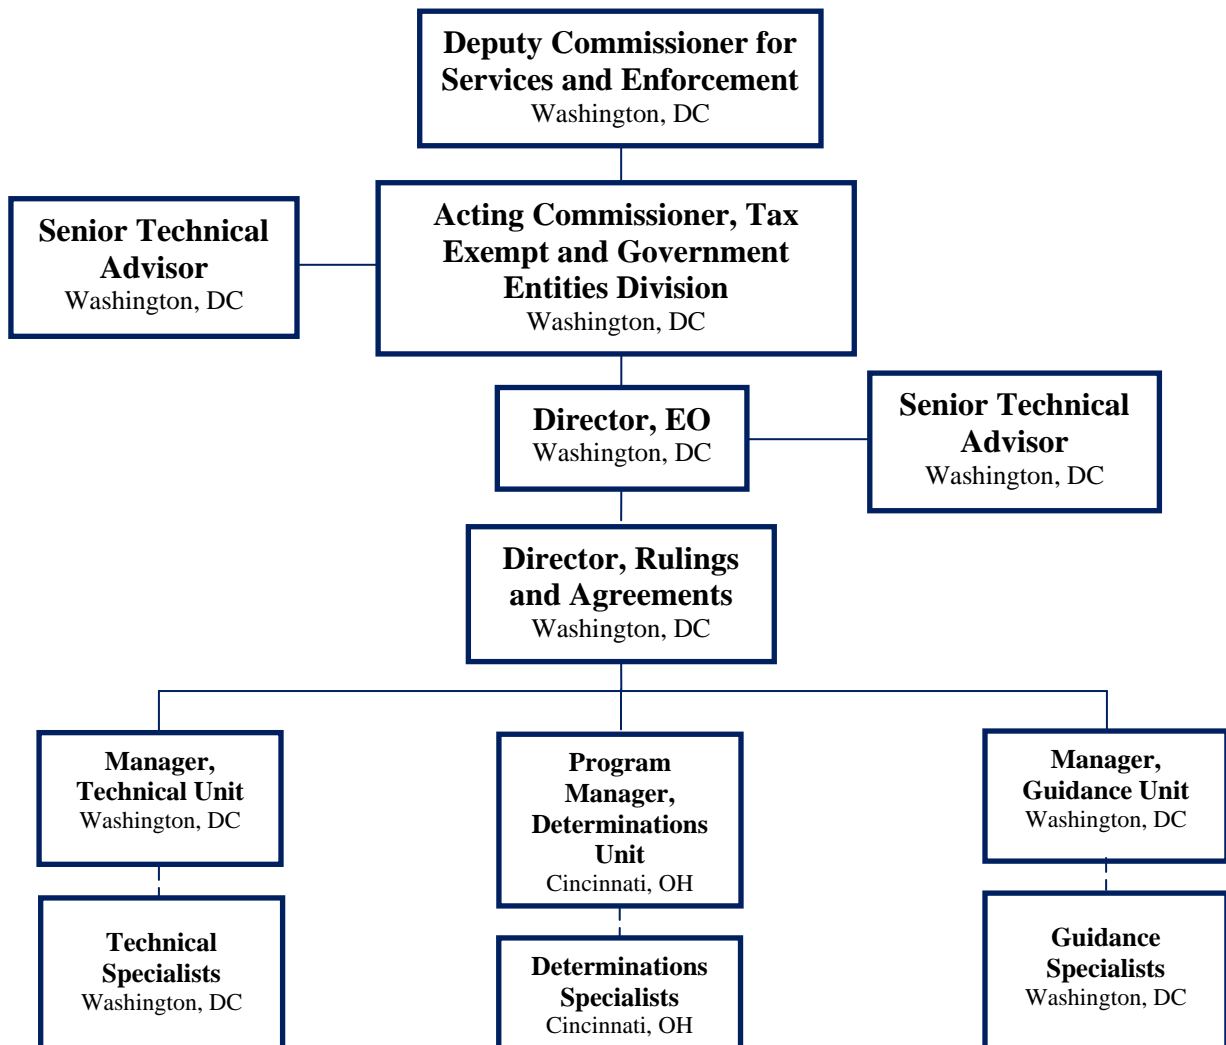 Deputy Commissioner for
Services and Enforcement
Washington, DC
Senior Technical
Advisor
Washington, DC
Acting Commissioner, Tax
Exempt and Government
Entities Division
Washington, DC
Director, EO
Washington, DC
Senior Technical
Advisor
Washington, DC
Director, Rulings
and Agreements
Washington, DC
Manager,
Technical Unit
Washington, DC
Program
Manager,
Determinations
Unit
Cincinnati, OH
Manager,
Guidance Unit
Washington, DC
Technical
Specialists
Washington, DC
Determinations
Specialists
Cincinnati, OH
Guidance
Specialists
Washington, DC